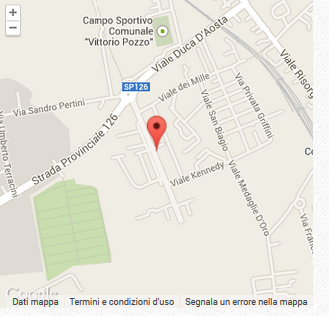 +
-
Campo Sportivo
Comunale
"Vittorio Pozzo"
Viale Duca D'Aosta
Viale Risorg
SP126
Viale dei Mille
Via Privata Griffini
Viale San Biagio
Via Sandro Pertini
Via Umberto Terracini
Strada Provinciale 126
Co
Viale Kennedy
Viale Medaglie D'Oro
Via Fran
Google
Dati mappa
Termini e condizioni d'uso
Segnala un errore nella mappa